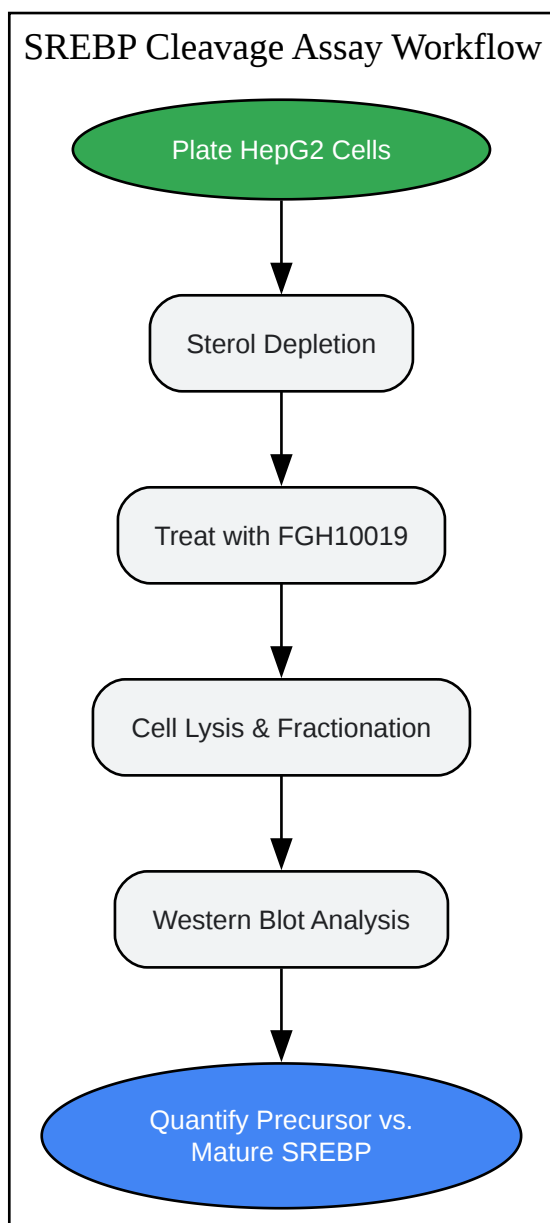 SREBP Cleavage Assay Workflow
Plate HepG2 Cells
Sterol Depletion
Treat with FGH10019
Cell Lysis & Fractionation
Western Blot Analysis
Quantify Precursor vs.
Mature SREBP